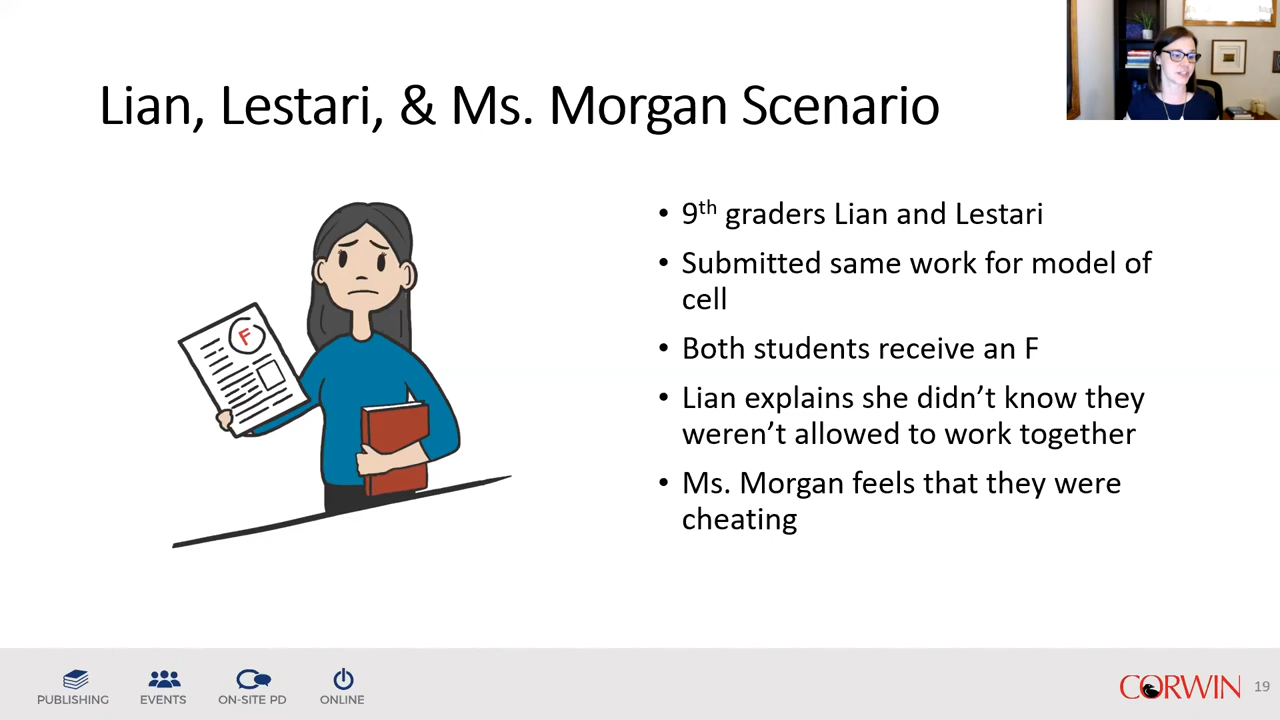 Lian, Lestari, & Ms. Morgan Scenario
F
• 9th graders Lian and Lestari
• Submitted same work for model of
cell
• Both students receive an F
• Lian explains she didn’t know they
weren’t allowed to work together
• Ms. Morgan feels that they were
cheating
PUBLISHING
EVENTS
ON-SITE PD
ONLINE
CORWIN
19